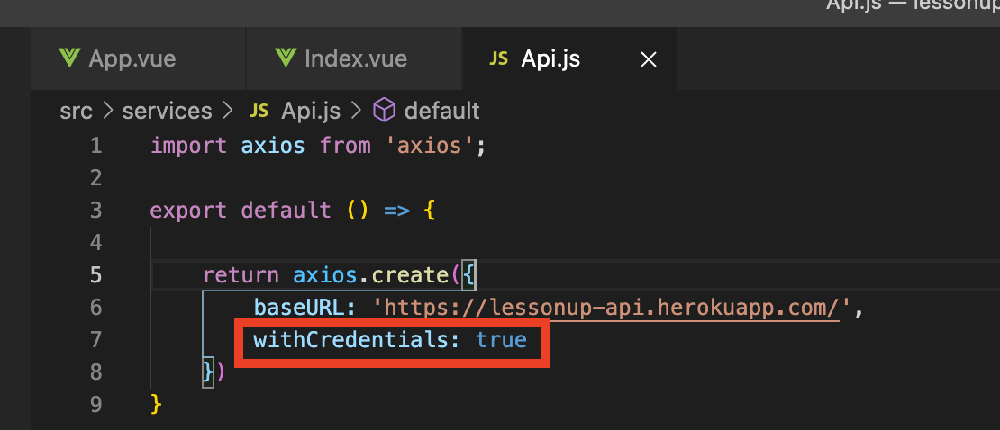 Api.js — lessonup
App.vue Index.vue JS Api.js ×
src > services > JS Api.js > default
1 import axios from 'axios';
2
3 export default () => {
4
5 return axios.create({
6 baseURL: 'https://lessonup-api.herokuapp.com/',
7 withCredentials: true
8 })
9 }